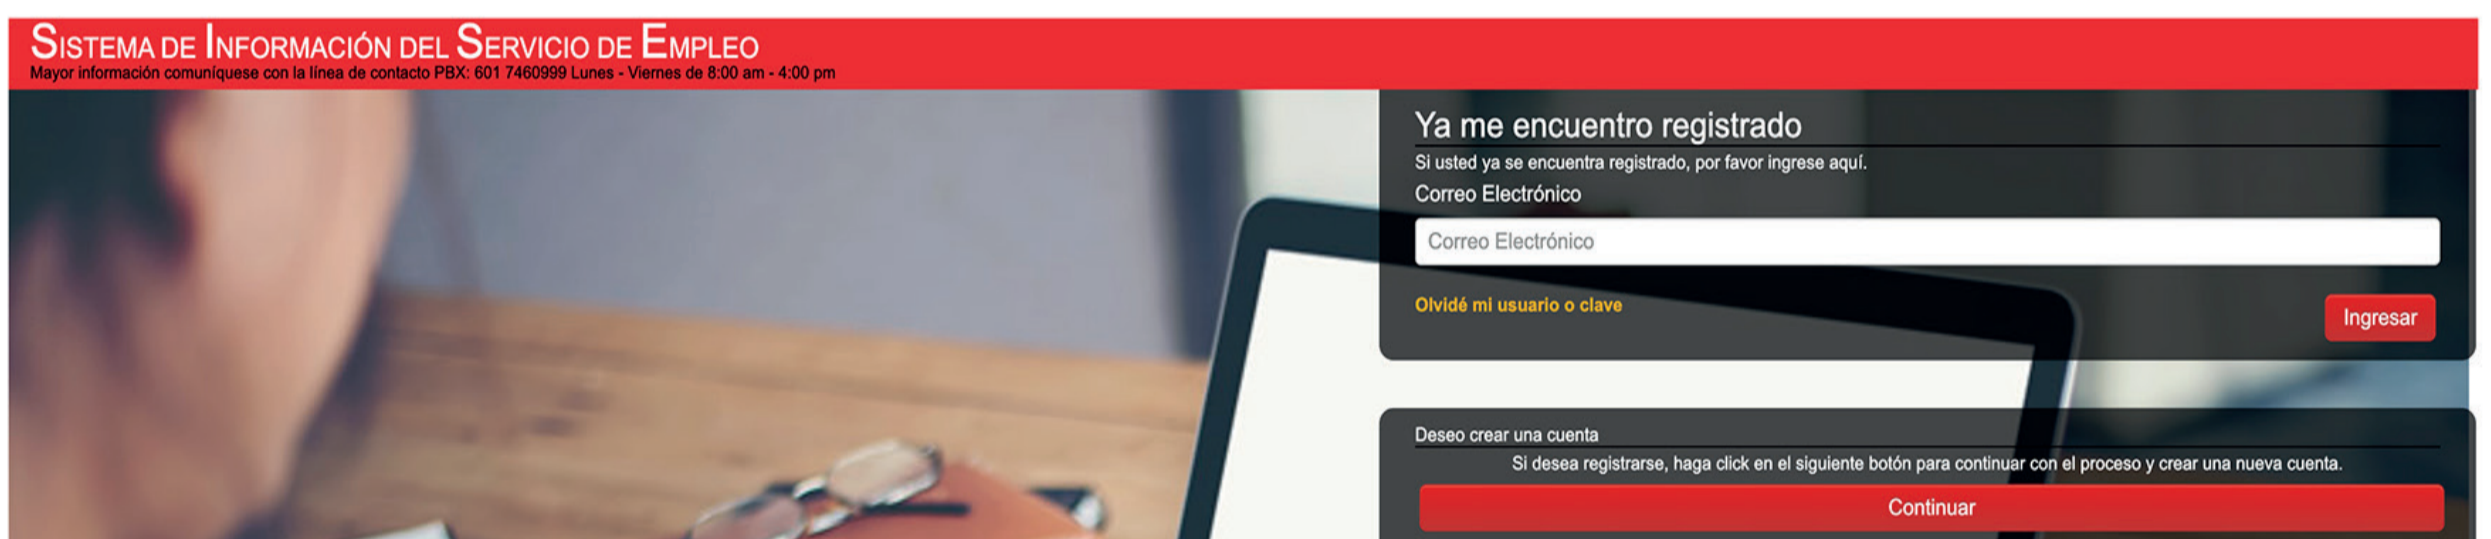 SISTEMA DE INFORMACIÓN DEL SERVICIO DE EMPLEO
Mayor información comuníquese con la línea de contacto PBX: 601 7460999 Lunes - Viernes de 8:00 am - 4:00 pm
Ya me encuentro registrado
Si usted ya se encuentra registrado, por favor ingrese aquí.
Correo Electrónico
Correo Electrónico
Olvidé mi usuario o clave
Ingresar
Deseo crear una cuenta
Si desea registrarse, haga click en el siguiente botón para continuar con el proceso y crear una nueva cuenta.
Continuar